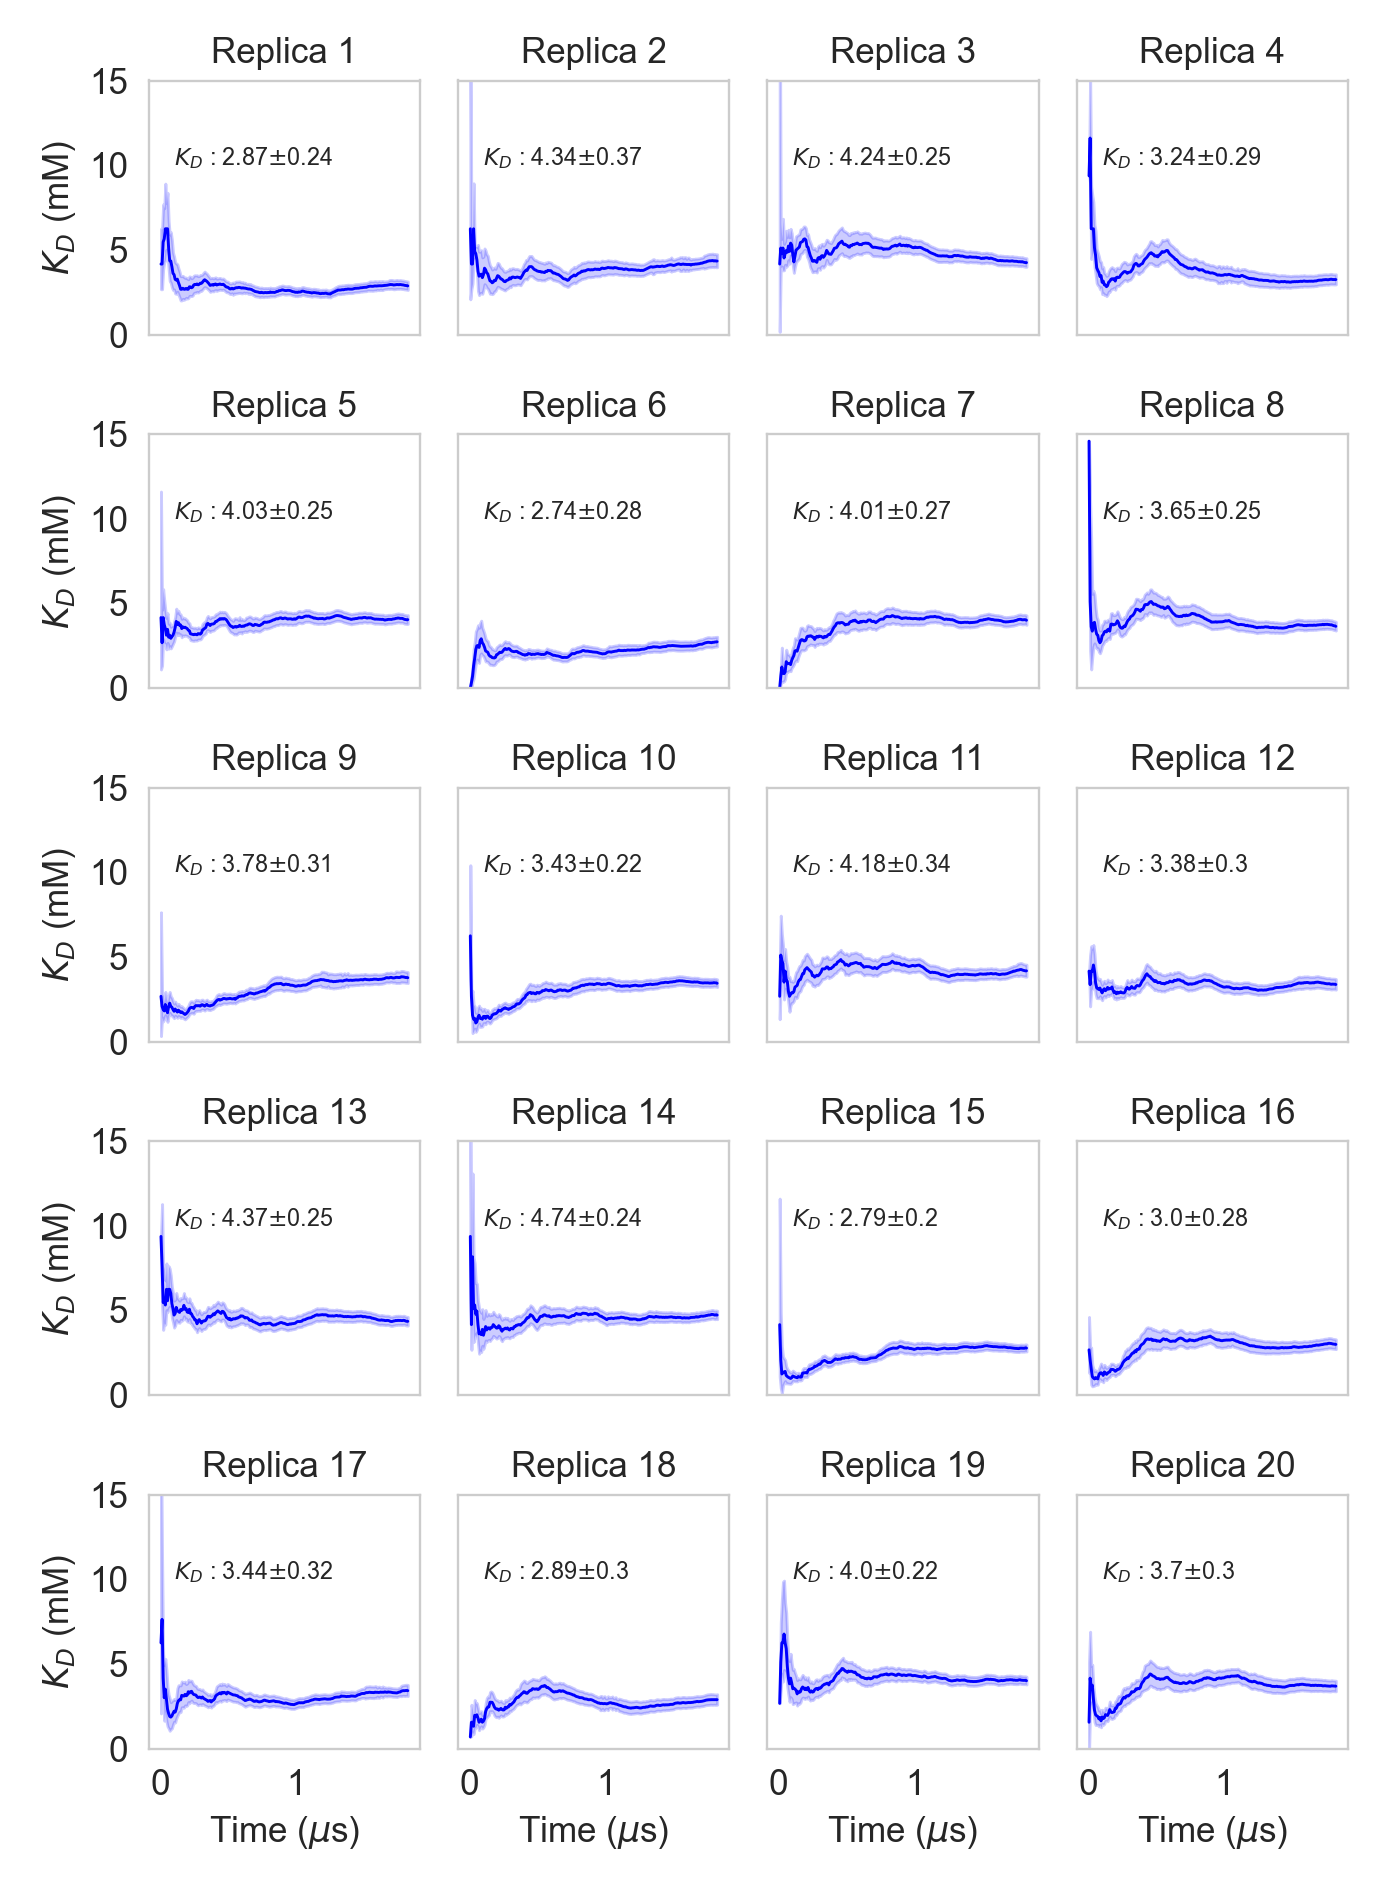 Replica 1 Replica 2 Replica 3 Replica 4
15
10
5
0
K_D (mM)
K_D : 2.87±0.24
K_D : 4.34±0.37
K_D : 4.24±0.25
K_D : 3.24±0.29
Replica 5 Replica 6 Replica 7 Replica 8
15
10
5
0
K_D (mM)
K_D : 4.03±0.25
K_D : 2.74±0.28
K_D : 4.01±0.27
K_D : 3.65±0.25
Replica 9 Replica 10 Replica 11 Replica 12
15
10
5
0
K_D (mM)
K_D : 3.78±0.31
K_D : 3.43±0.22
K_D : 4.18±0.34
K_D : 3.38±0.3
Replica 13 Replica 14 Replica 15 Replica 16
15
10
5
0
K_D (mM)
K_D : 4.37±0.25
K_D : 4.74±0.24
K_D : 2.79±0.2
K_D : 3.0±0.28
Replica 17 Replica 18 Replica 19 Replica 20
15
10
5
0
K_D (mM)
K_D : 3.44±0.32
K_D : 2.89±0.3
K_D : 4.0±0.22
K_D : 3.7±0.3
0 1 0 1 0 1 0 1
Time (μs) Time (μs) Time (μs) Time (μs)